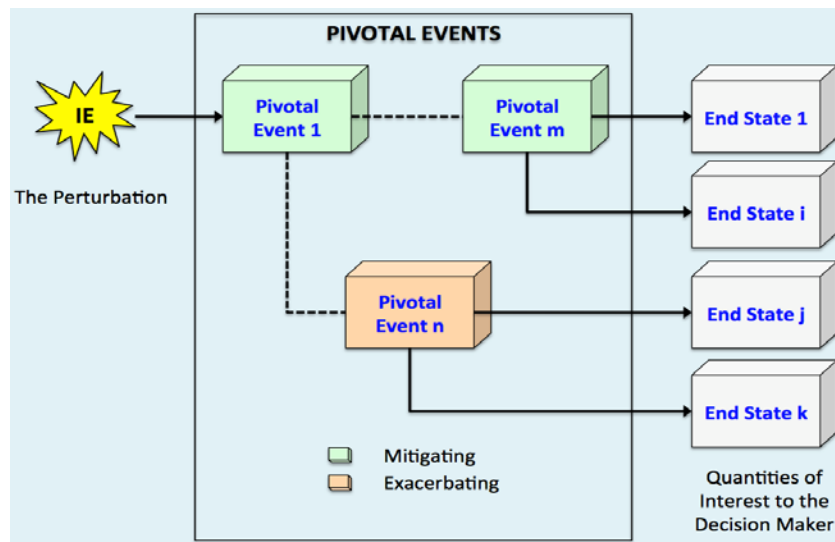 PIVOTAL EVENTS
IE
Pivotal
Event 1
Pivotal
Event m
End State 1
The Perturbation
End State i
Pivotal
Event n
End State j
End State k
Mitigating
Exacerbating
Quantities of
Interest to the
Decision Maker